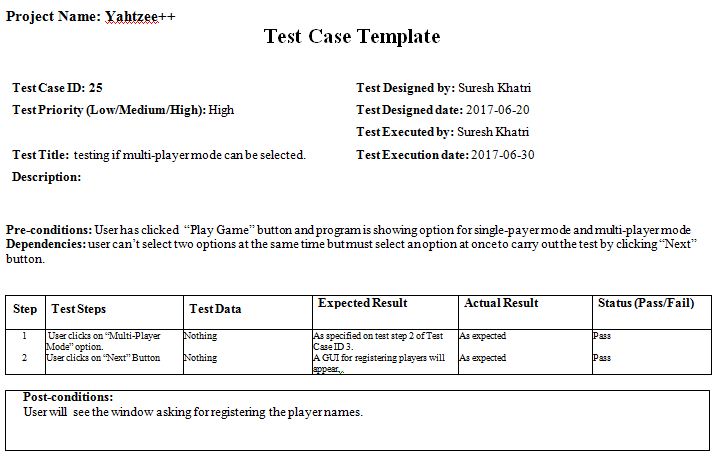 Project Name: Yahtzee++
Test Case Template
Test Case ID: 25
Test Designed by: Suresh Khatri
Test Priority (Low/Medium/High): High
Test Designed date: 2017-06-20
Test Executed by: Suresh Khatri
Test Title: testing if multi-player mode can be selected.
Test Execution date: 2017-06-30
Description:
Pre-conditions: User has clicked “Play Game” button and program is showing option for single-payer mode and multi-player mode
Dependencies: user can’t select two options at the same time but must select an option at once to carry out the test by clicking “Next”
button.
Step Test Steps Test Data Expected Result Actual Result Status (Pass/Fail)
1 User clicks on “Multi-Player Nothing As specified on test step 2 of Test As expected Pass
Mode” option. Case ID 3.
2 User clicks on “Next” Button Nothing A GUI for registering players will As expected Pass
appear..
Post-conditions:
User will see the window asking for registering the player names.